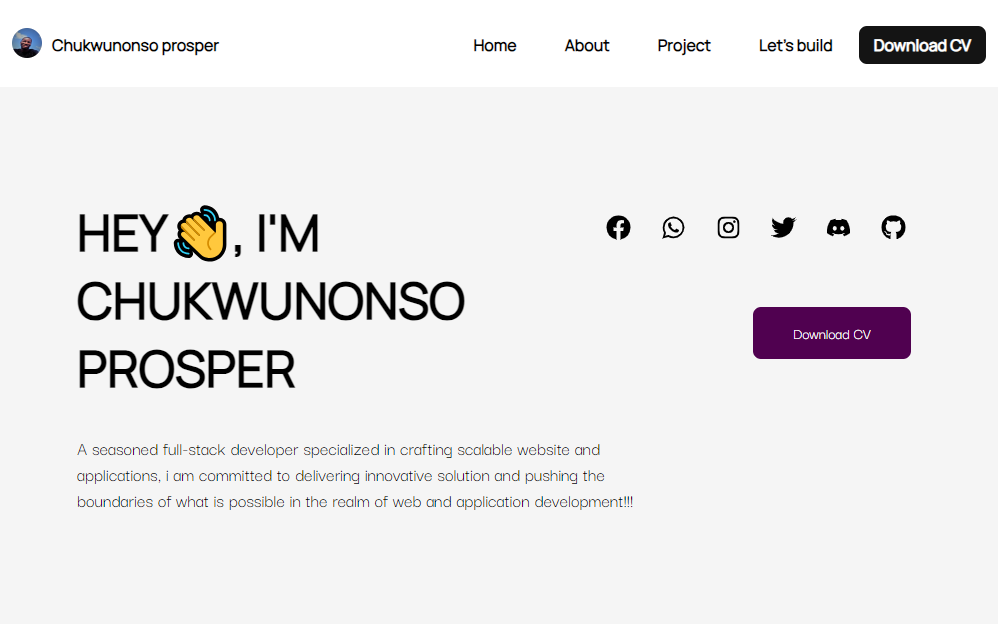 Chukwunonso prosper
Home
About
Project
Let's build
Download CV
HEY👋, I'M
CHUKWUNONSO
PROSPER
Download CV
A seasoned full-stack developer specialized in crafting scalable website and
applications, i am committed to delivering innovative solution and pushing the
boundaries of what is possible in the realm of web and application development!!!